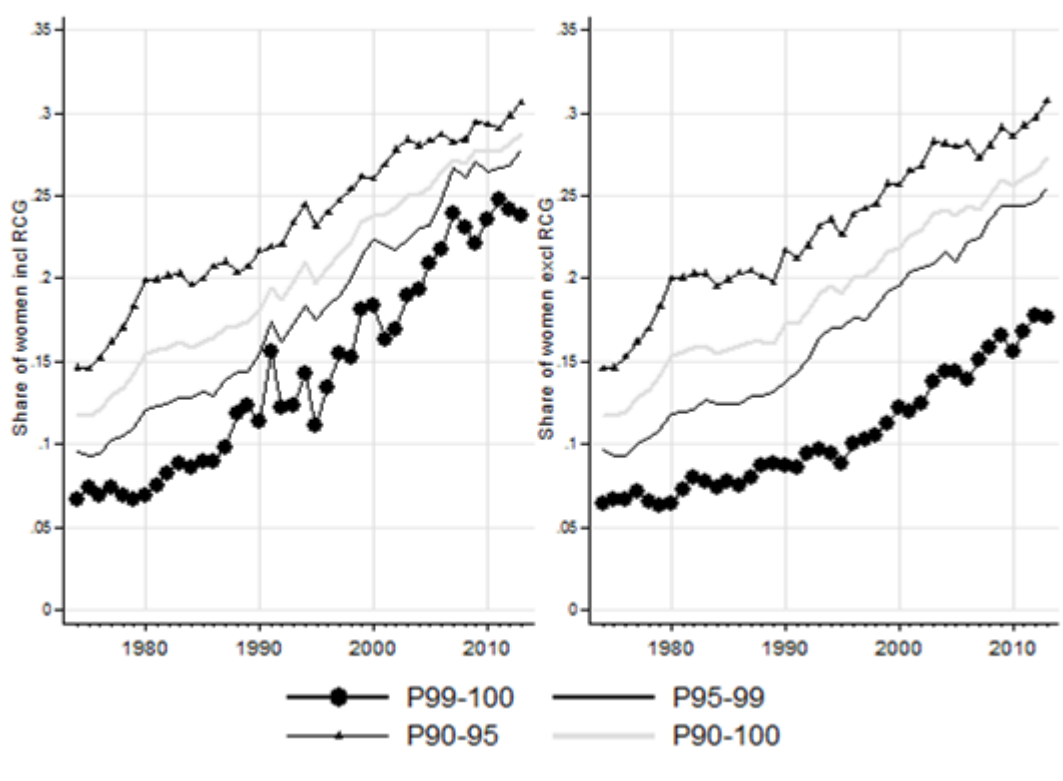 Share of women incl RCG
.35
.3
.25
.2
.15
.1
.05
0
1980 1990 2000 2010
Share of women excl RCG
.35
.3
.25
.2
.15
.1
.05
0
1980 1990 2000 2010
P99-100 P95-99
P90-95 P90-100